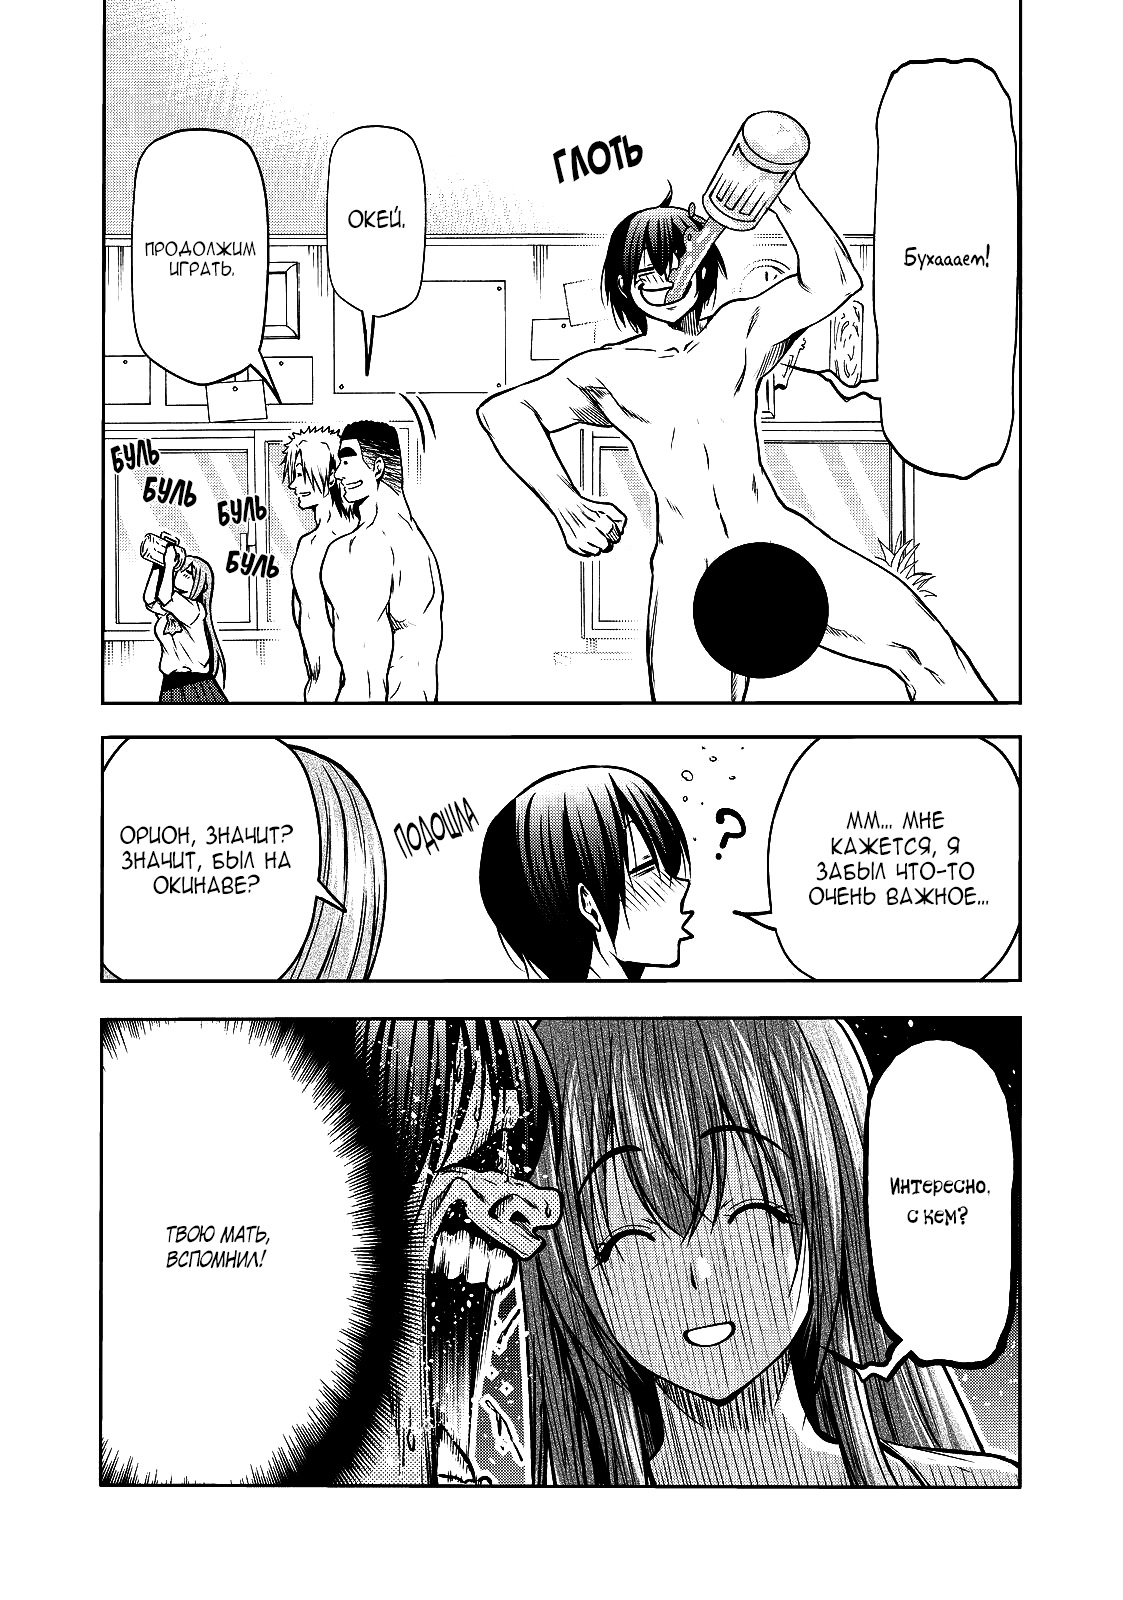 Бухаааем!
ГЛОТЬ
ОКЕЙ.
ПРОДОЛЖИМ
ИГРАТЬ.
БУЛЬ
БУЛЬ
БУЛЬ
БУЛЬ
ММ... МНЕ
КАЖЕТСЯ, Я
ЗАБЫЛ ЧТО-ТО
ОЧЕНЬ ВАЖНОЕ...
?
ПОДОШЛА
ОРИОН, ЗНАЧИТ?
ЗНАЧИТ, БЫЛ НА
ОКИНАВЕ?
Интересно,
с кем?
ТВОЮ МАТЬ,
ВСПОМНИЛ!